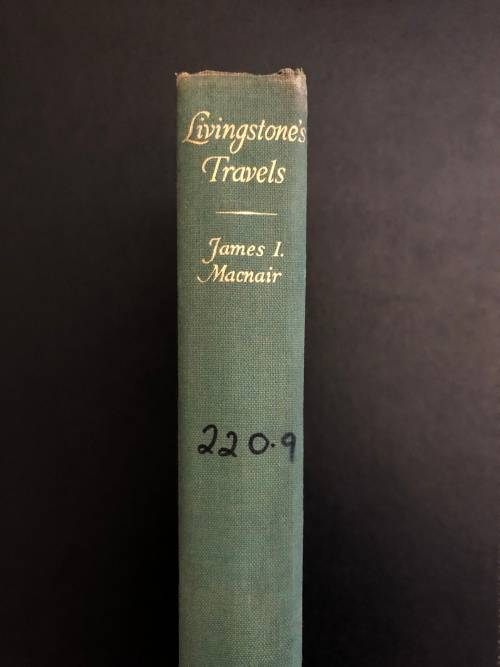 Livingstone's
Travels
James I.
Macnair
220.9